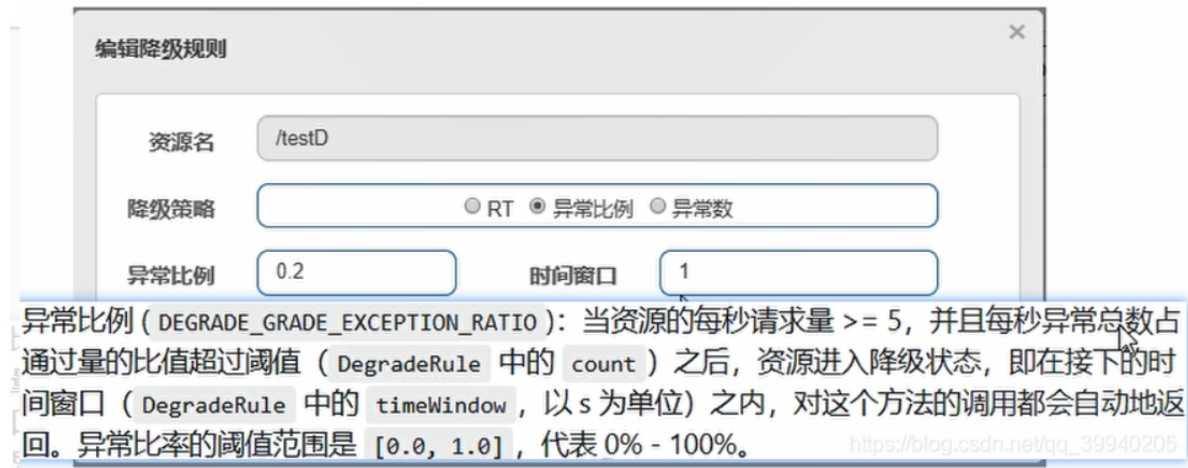 编辑降级规则 ×
资源名 /testD
降级策略 RT 异常比例 异常数
异常比例 0.2 时间窗口 1
异常比例 ( DEGRADE_GRADE_EXCEPTION_RATIO )：当资源的每秒请求量 >= 5，并且每秒异常总数占
通过量的比值超过阈值（ DegradeRule 中的 count ）之后，资源进入降级状态，即在接下的时
间窗口（ DegradeRule 中的 timeWindow ，以 s 为单位）之内，对这个方法的调用都会自动地返
回。异常比率的阈值范围是 [0.0, 1.0] ，代表 0% - 100%。
https://blog.csdn.net/qq_39940205